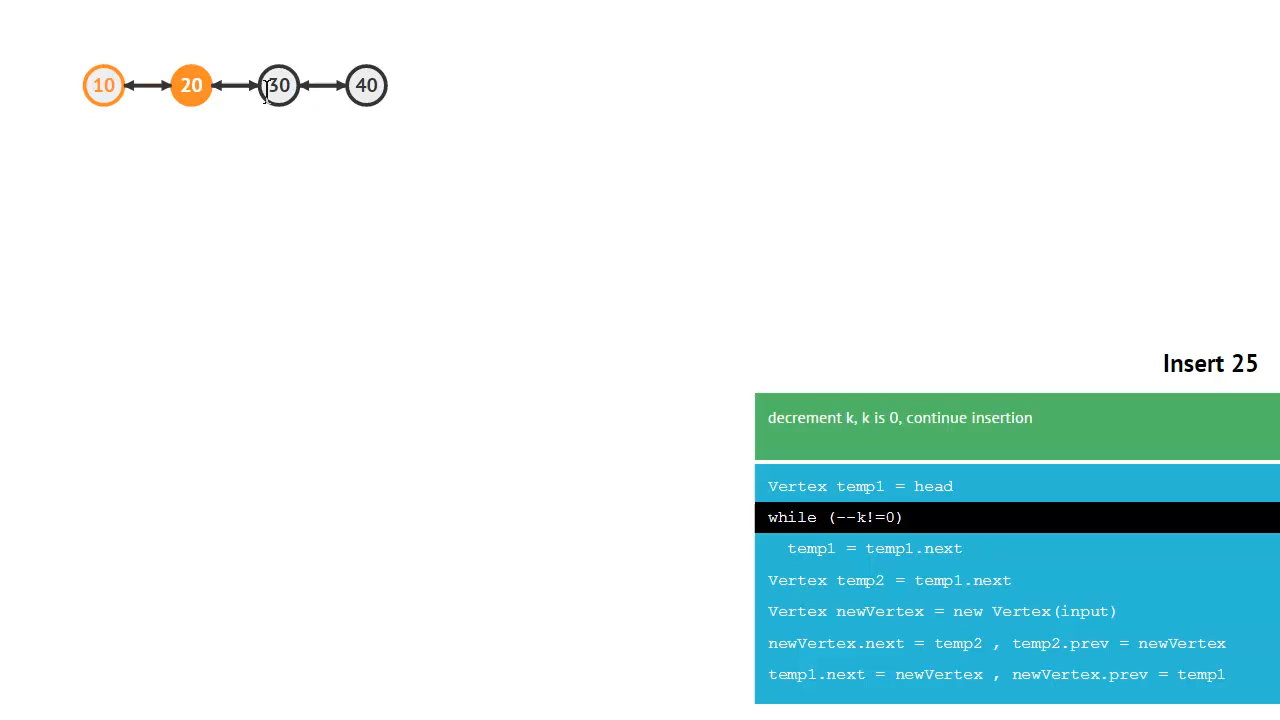 10 20 30 40
Insert 25
decrement k, k is 0, continue insertion
Vertex temp1 = head
while (--k!=0)
temp1 = temp1.next
Vertex temp2 = temp1.next
Vertex newVertex = new Vertex(input)
newVertex.next = temp2 , temp2.prev = newVertex
temp1.next = newVertex , newVertex.prev = temp1